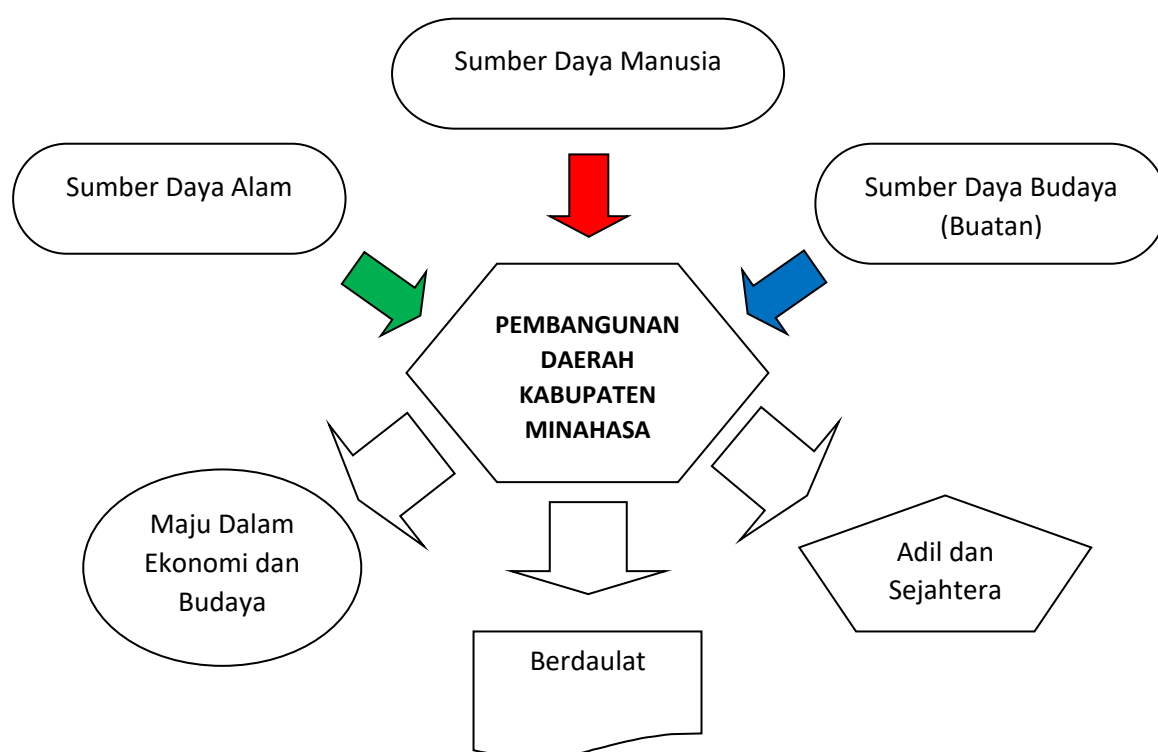 Sumber Daya Manusia
Sumber Daya Alam
Sumber Daya Budaya
(Buatan)
PEMBANGUNAN
DAERAH
KABUPATEN
MINAHASA
Maju Dalam
Ekonomi dan
Budaya
Berdaulat
Adil dan
Sejahtera